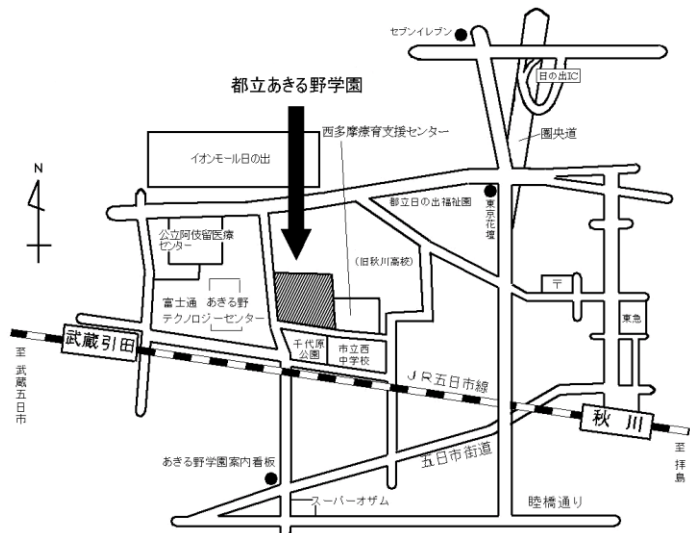 セブンイレブン
日の出IC
都立あきる野学園
西多摩療育支援センター
圏央道
イオンモール日の出
N
都立日の出福祉園
東京花壇
公立阿伎留医療
センター
(旧秋川高校)
〒
富士通 あきる野
テクノロジーセンター
東急
武蔵引田
千代原
公園
市立西
中学校
JR五日市線
至 武蔵五日市
秋川
五日市街道
至 拝島
あきる野学園案内看板
スーパーオザム
睦橋通り